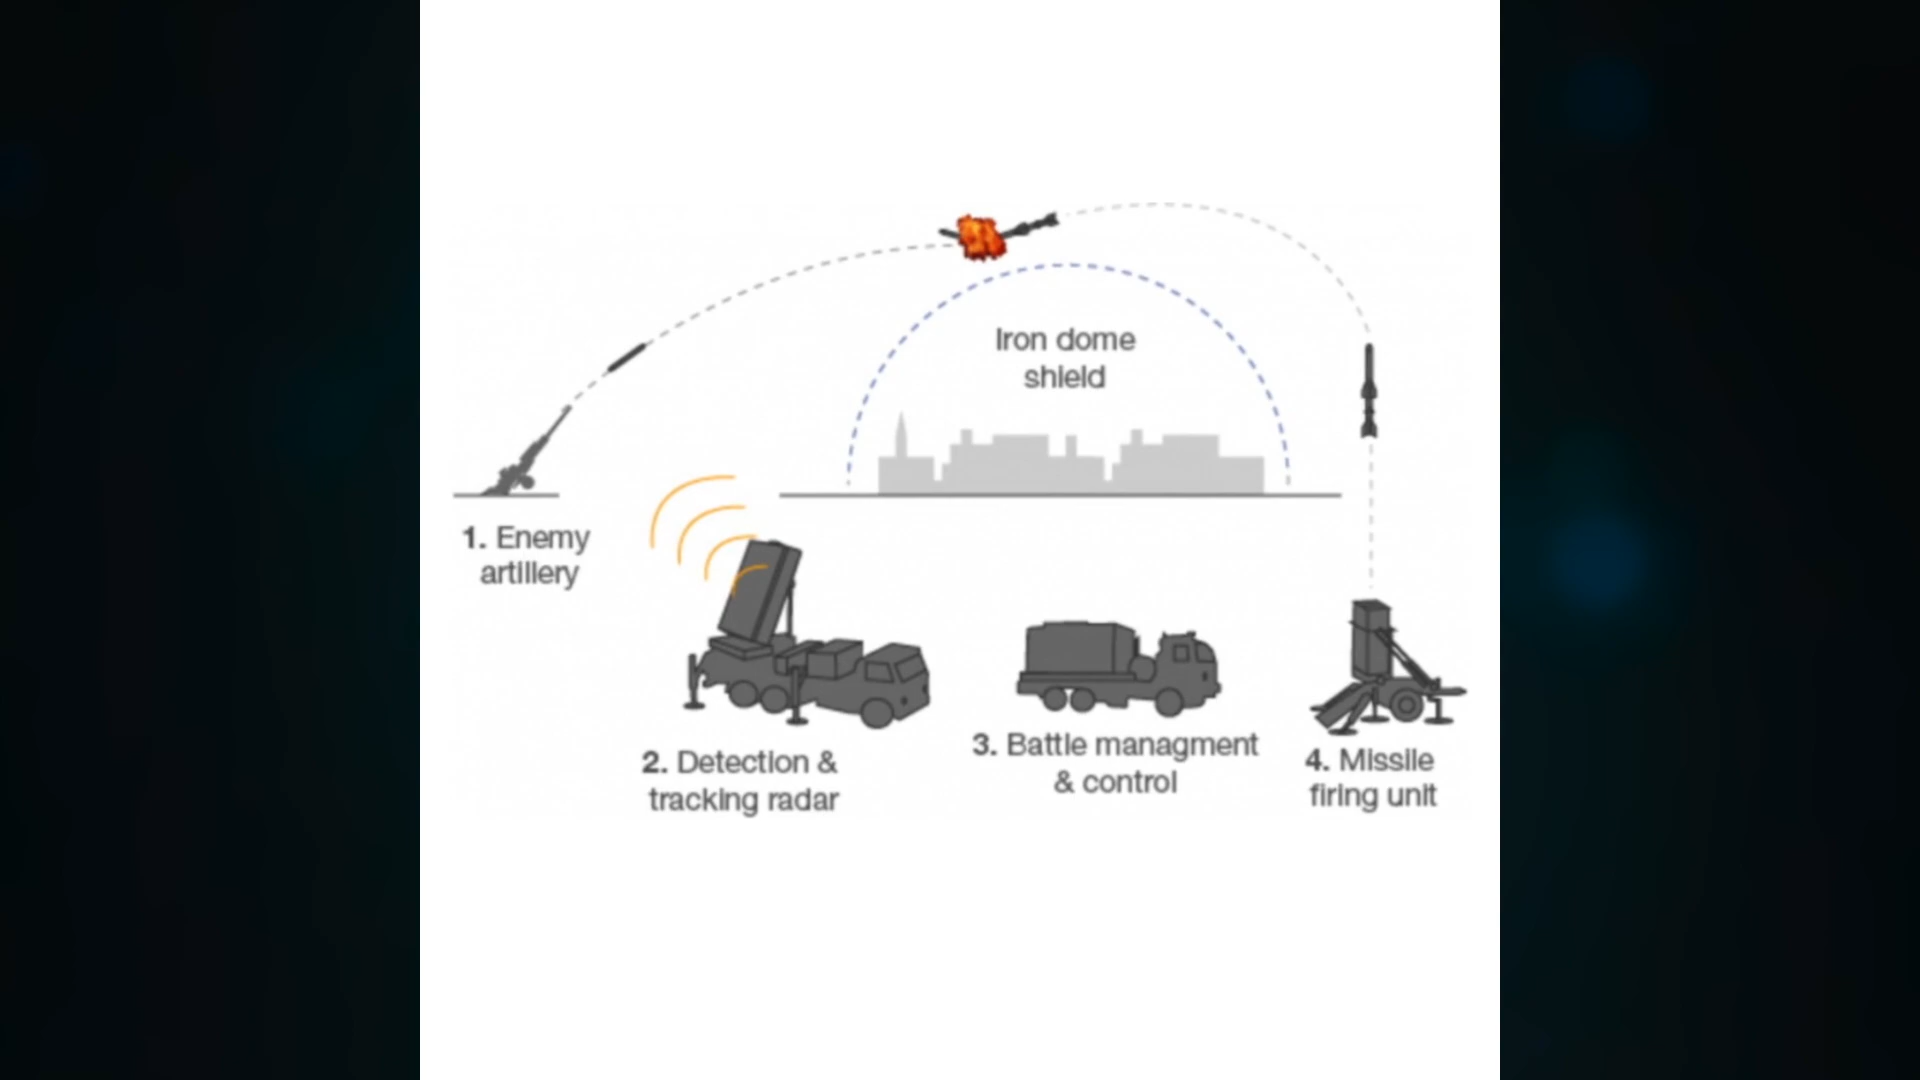 Iron dome
shield
1. Enemy
artillery
2. Detection &
tracking radar
3. Battle managment
& control
4. Missile
firing unit